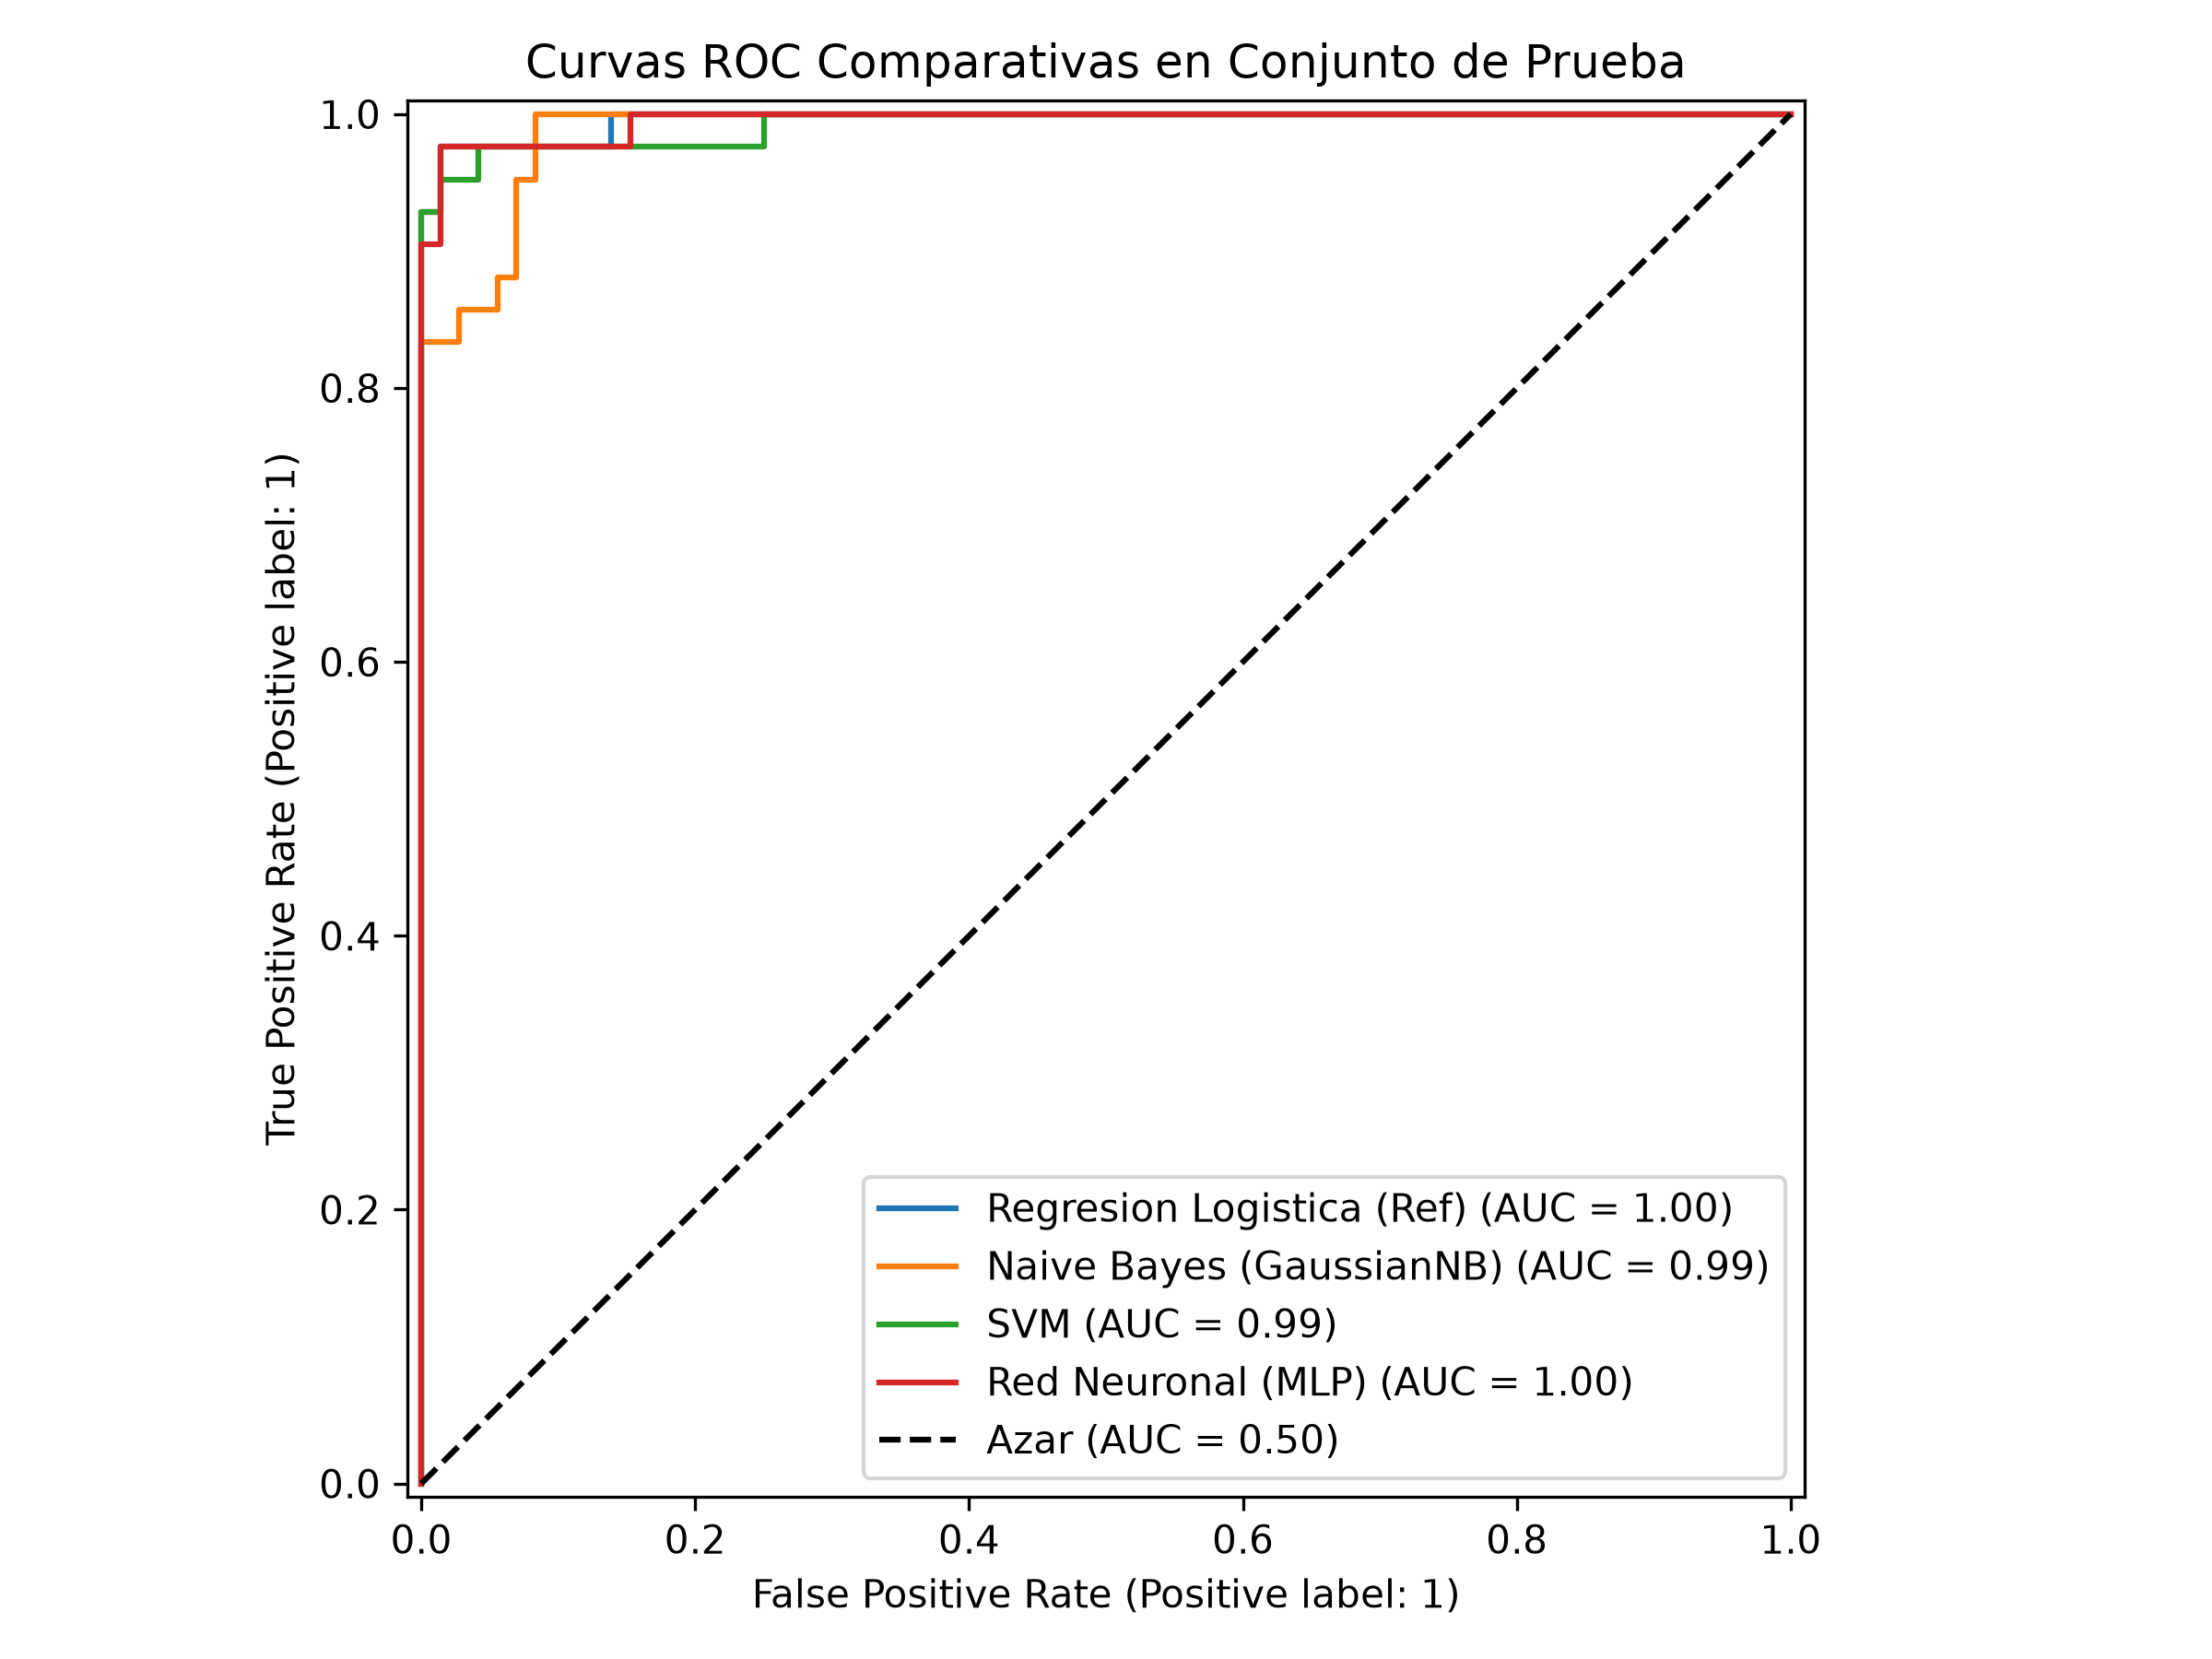 Curvas ROC Comparativas en Conjunto de Prueba
1.0
0.8
0.6
0.4
0.2
0.0
True Positive Rate (Positive label: 1)
Regresion Logistica (Ref) (AUC = 1.00)
Naive Bayes (GaussianNB) (AUC = 0.99)
SVM (AUC = 0.99)
Red Neuronal (MLP) (AUC = 1.00)
Azar (AUC = 0.50)
0.0 0.2 0.4 0.6 0.8 1.0
False Positive Rate (Positive label: 1)